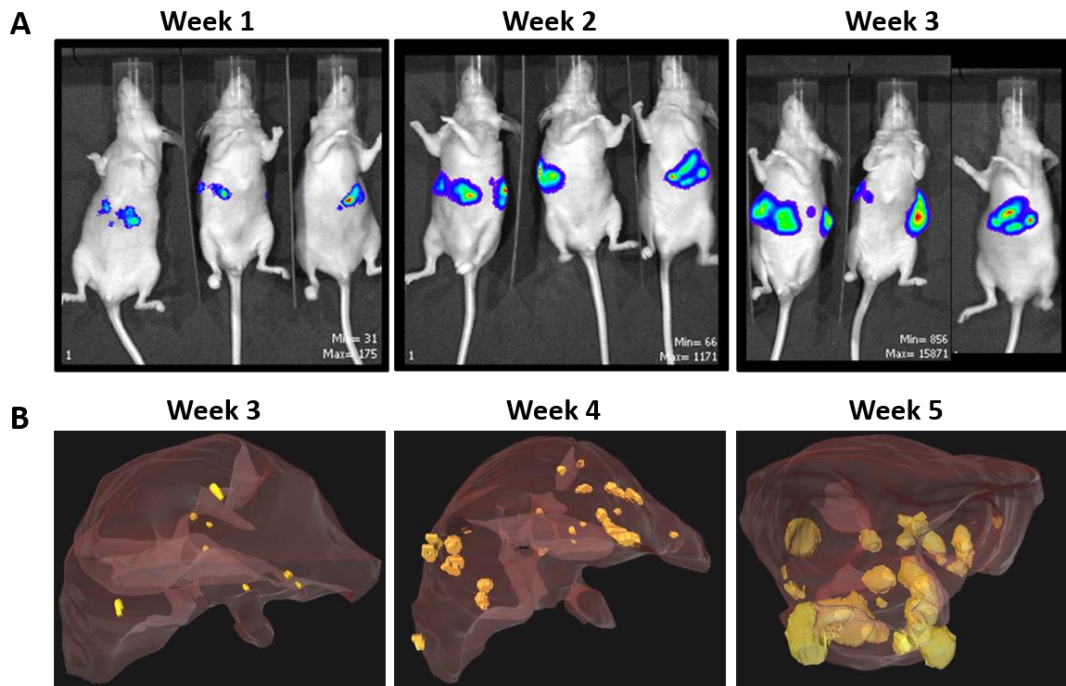 A
Week 1
Week 2
Week 3
1
Min= 31
Max= 175
1
Min= 66
Max= 1171
Min= 856
Max= 15871
B
Week 3
Week 4
Week 5